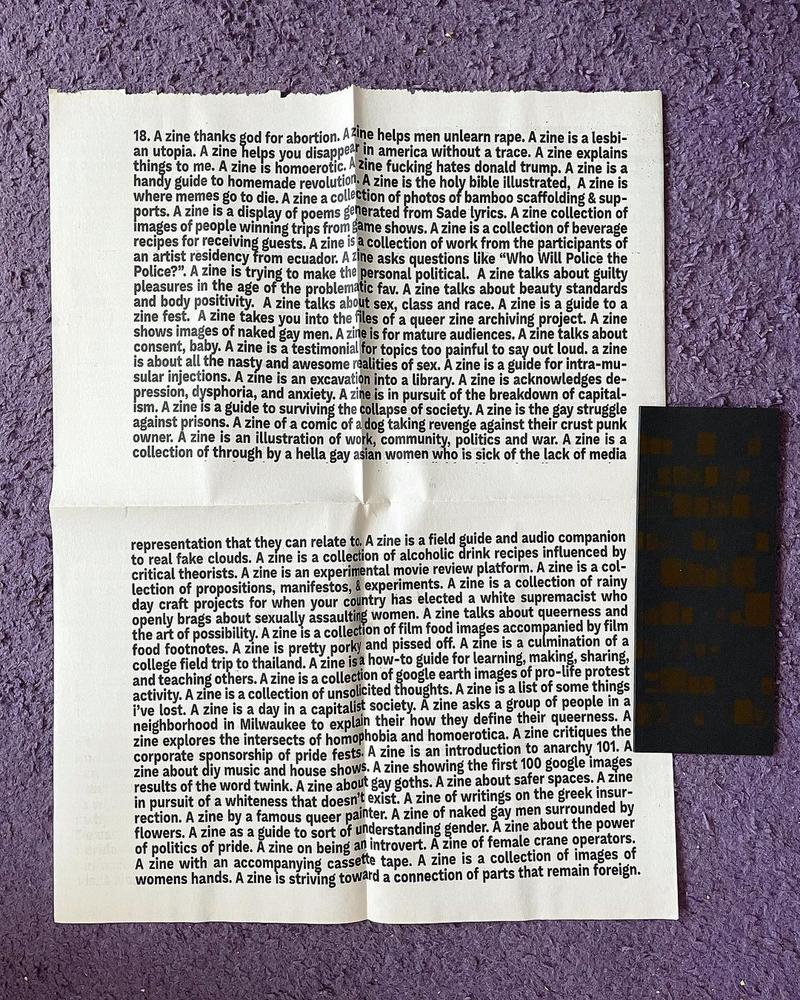 18. A zine thanks god for abortion. A zine helps men unlearn rape. A zine is a lesbi-
an utopia. A zine helps you disappear in america without a trace. A zine explains
things to me. A zine is homoerotic. A zine fucking hates donald trump. A zine is a
handy guide to homemade revolution. A zine is the holy bible illustrated, A zine is
where memes go to die. A zine a collection of photos of bamboo scaffolding & sup-
ports. A zine is a display of poems generated from Sade lyrics. A zine collection of
images of people winning trips from game shows. A zine is a collection of beverage
recipes for receiving guests. A zine is a collection of work from the participants of
an artist residency from ecuador. A zine asks questions like “Who Will Police the
Police?”. A zine is trying to make the personal political. A zine talks about guilty
pleasures in the age of the problematic fav. A zine talks about beauty standards
and body positivity. A zine talks about sex, class and race. A zine is a guide to a
zine fest. A zine takes you into the files of a queer zine archiving project. A zine
shows images of naked gay men. A zine is for mature audiences. A zine talks about
consent, baby. A zine is a testimonial for topics too painful to say out loud. a zine
is about all the nasty and awesome realities of sex. A zine is a guide for intra-mu-
sular injections. A zine is an excavation into a library. A zine is acknowledges de-
pression, dysphoria, and anxiety. A zine is in pursuit of the breakdown of capital-
ism. A zine is a guide to surviving the collapse of society. A zine is the gay struggle
against prisons. A zine of a comic of a dog taking revenge against their crust punk
owner. A zine is an illustration of work, community, politics and war. A zine is a
collection of through by a hella gay asian women who is sick of the lack of media
representation that they can relate to. A zine is a field guide and audio companion
to real fake clouds. A zine is a collection of alcoholic drink recipes influenced by
critical theorists. A zine is an experimental movie review platform. A zine is a col-
lection of propositions, manifestos, & experiments. A zine is a collection of rainy
day craft projects for when your country has elected a white supremacist who
openly brags about sexually assaulting women. A zine talks about queerness and
the art of possibility. A zine is a collection of film food images accompanied by film
food footnotes. A zine is pretty porky and pissed off. A zine is a culmination of a
college field trip to thailand. A zine is a how-to guide for learning, making, sharing,
and teaching others. A zine is a collection of google earth images of pro-life protest
activity. A zine is a collection of unsolicited thoughts. A zine is a list of some things
i’ve lost. A zine is a day in a capitalist society. A zine asks a group of people in a
neighborhood in Milwaukee to explain their how they define their queerness. A
zine explores the intersects of homophobia and homoerotica. A zine critiques the
corporate sponsorship of pride fests. A zine is an introduction to anarchy 101. A
zine about diy music and house shows. A zine showing the first 100 google images
results of the word twink. A zine about gay goths. A zine about safer spaces. A zine
in pursuit of a whiteness that doesn’t exist. A zine of writings on the greek insur-
rection. A zine by a famous queer painter. A zine of naked gay men surrounded by
flowers. A zine as a guide to sort of understanding gender. A zine about the power
of politics of pride. A zine on being an introvert. A zine of female crane operators.
A zine with an accompanying cassette tape. A zine is a collection of images of
womens hands. A zine is striving toward a connection of parts that remain foreign.